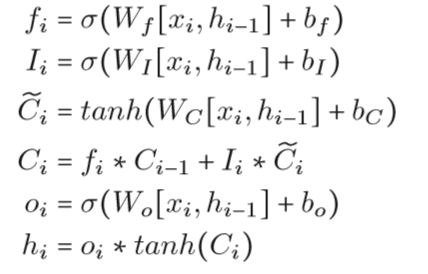 f_i = σ(W_f[x_i, h_{i-1}] + b_f)
I_i = σ(W_I[x_i, h_{i-1}] + b_I)
C̃_i = tanh(W_C[x_i, h_{i-1}] + b_C)
C_i = f_i * C_{i-1} + I_i * C̃_i
o_i = σ(W_o[x_i, h_{i-1}] + b_o)
h_i = o_i * tanh(C_i)